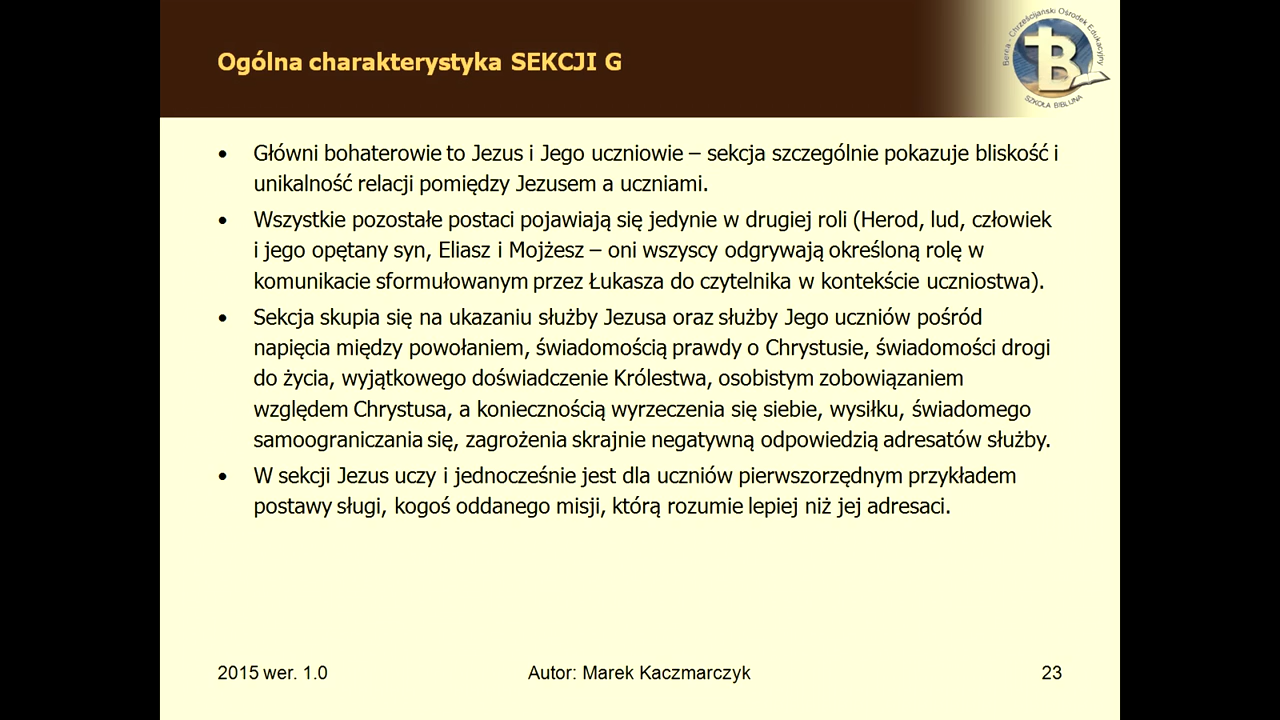 Ogólna charakterystyka SEKCJI G
Berea - Chrześcijański Ośrodek Edukacyjny
SZKOŁA BIBLIJNA
• Główni bohaterowie to Jezus i Jego uczniowie – sekcja szczególnie pokazuje bliskość i
unikalność relacji pomiędzy Jezusem a uczniami.
• Wszystkie pozostałe postaci pojawiają się jedynie w drugiej roli (Herod, lud, człowiek
i jego opętany syn, Eliasz i Mojżesz – oni wszyscy odgrywają określoną rolę w
komunikacie sformułowanym przez Łukasza do czytelnika w kontekście uczniostwa).
• Sekcja skupia się na ukazaniu służby Jezusa oraz służby Jego uczniów pośród
napięcia między powołaniem, świadomością prawdy o Chrystusie, świadomości drogi
do życia, wyjątkowego doświadczenie Królestwa, osobistym zobowiązaniem
względem Chrystusa, a koniecznością wyrzeczenia się siebie, wysiłku, świadomego
samoograniczania się, zagrożenia skrajnie negatywną odpowiedzią adresatów służby.
• W sekcji Jezus uczy i jednocześnie jest dla uczniów pierwszorzędnym przykładem
postawy sługi, kogoś oddanego misji, którą rozumie lepiej niż jej adresaci.
2015 wer. 1.0
Autor: Marek Kaczmarczyk
23